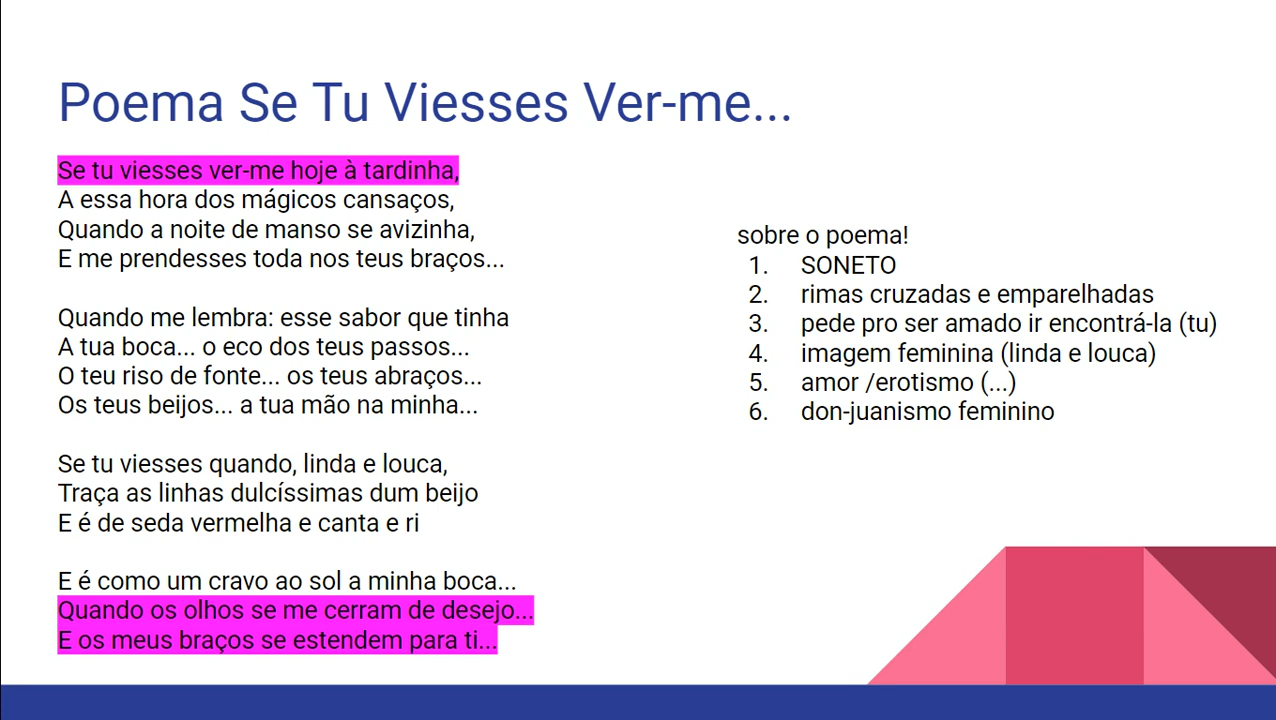 Poema Se Tu Viesses Ver-me...
Se tu viesses ver-me hoje à tardinha,
A essa hora dos mágicos cansaços,
Quando a noite de manso se avizinha,
E me prendesses toda nos teus braços...
Quando me lembra: esse sabor que tinha
A tua boca... o eco dos teus passos...
O teu riso de fonte... os teus abraços...
Os teus beijos... a tua mão na minha...
Se tu viesses quando, linda e louca,
Traça as linhas dulcíssimas dum beijo
E é de seda vermelha e canta e ri
E é como um cravo ao sol a minha boca...
Quando os olhos se me cerram de desejo...
E os meus braços se estendem para ti...
sobre o poema!
1. SONETO
2. rimas cruzadas e emparelhadas
3. pede pro ser amado ir encontrá-la (tu)
4. imagem feminina (linda e louca)
5. amor /erotismo (...)
6. don-juanismo feminino